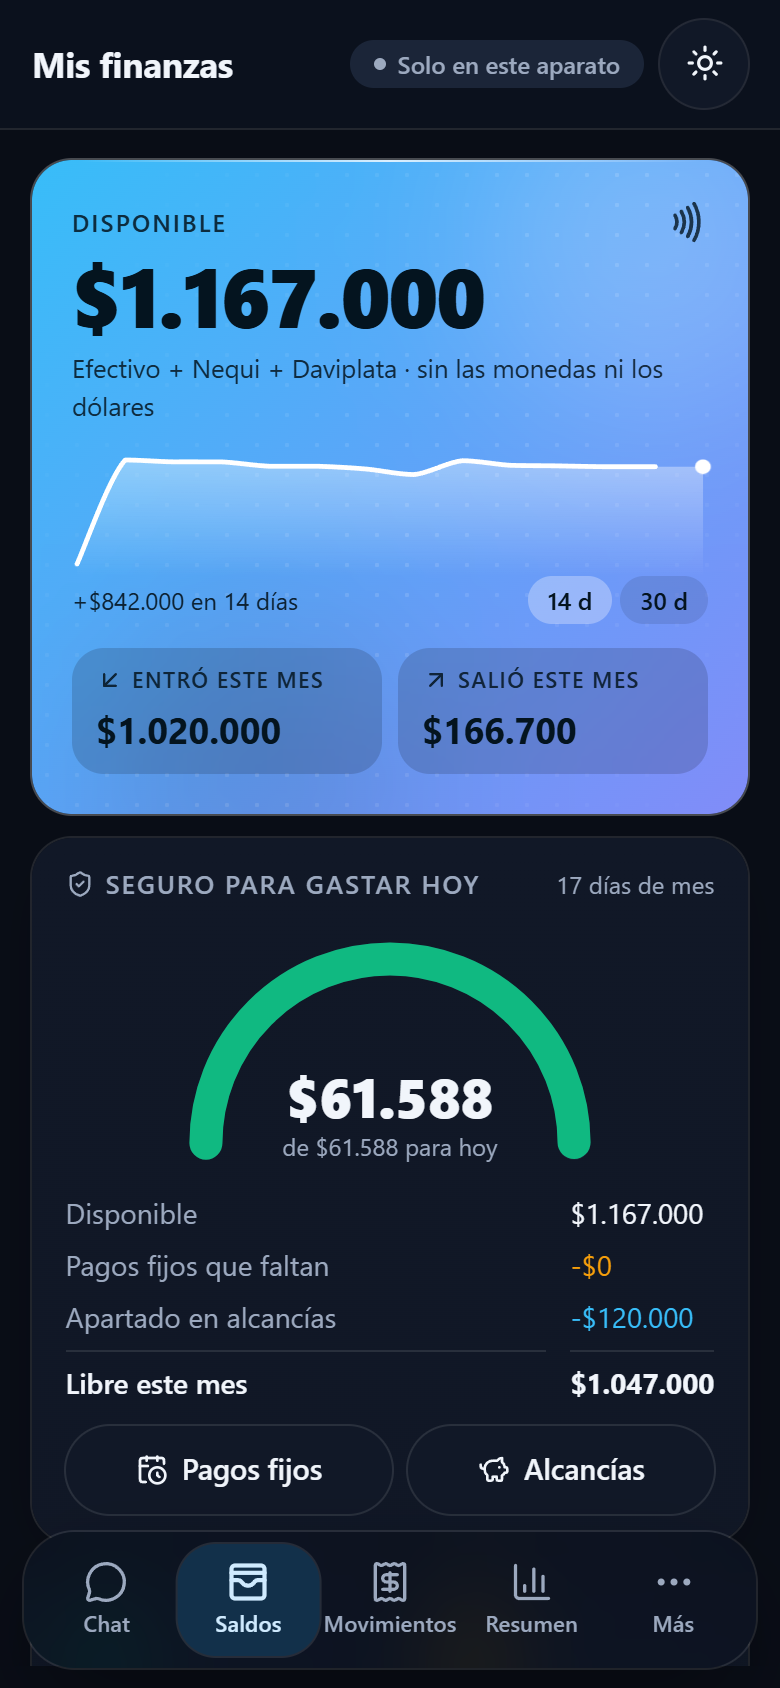 Mis finanzas
Solo en este aparato
DISPONIBLE
$1.167.000
Efectivo + Nequi + Daviplata · sin las monedas ni los
dólares
+$842.000 en 14 días
14 d
30 d
ENTRÓ ESTE MES
SALIÓ ESTE MES
$1.020.000
$166.700
SEGURO PARA GASTAR HOY
17 días de mes
$61.588
de $61.588 para hoy
Disponible
$1.167.000
Pagos fijos que faltan
-$0
Apartado en alcancías
-$120.000
Libre este mes
$1.047.000
Pagos fijos
Alcancías
Chat
Saldos
Movimientos
Resumen
Más